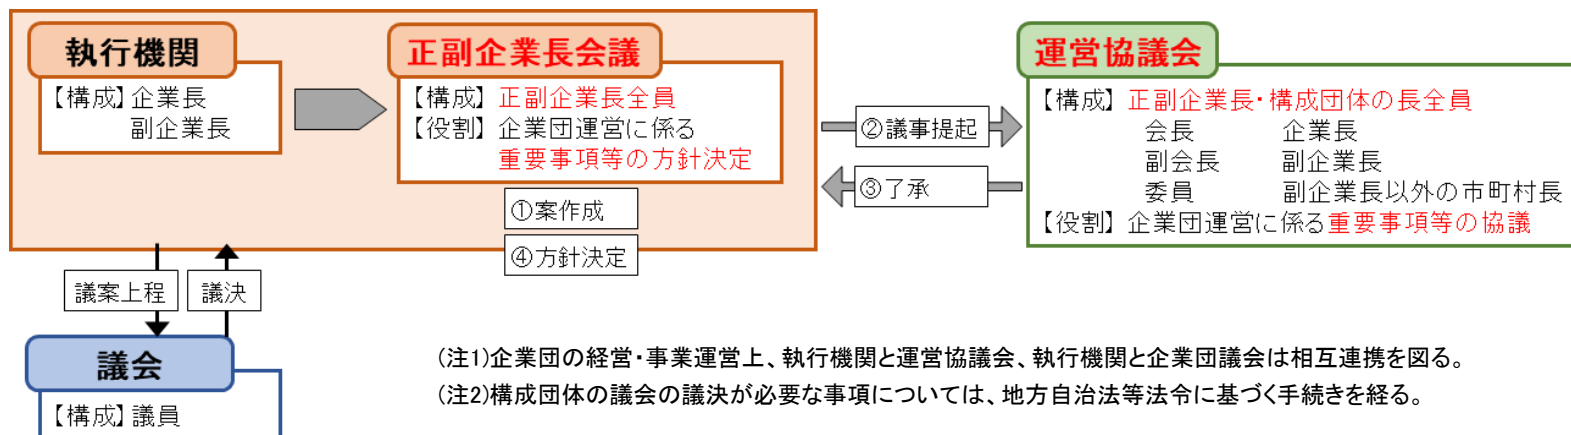 執行機関
【構成】企業長
副企業長
正副企業長会議
【構成】正副企業長全員
【役割】企業団運営に係る
重要事項等の方針決定
①案作成
④方針決定
②議事提起
③了承
運営協議会
【構成】正副企業長・構成団体の長全員
会長 企業長
副会長 副企業長
委員 副企業長以外の市町村長
【役割】企業団運営に係る重要事項等の協議
議案上程
議決
議会
【構成】議員
(注1)企業団の経営・事業運営上、執行機関と運営協議会、執行機関と企業団議会は相互連携を図る。
(注2)構成団体の議会の議決が必要な事項については、地方自治法等法令に基づく手続きを経る。